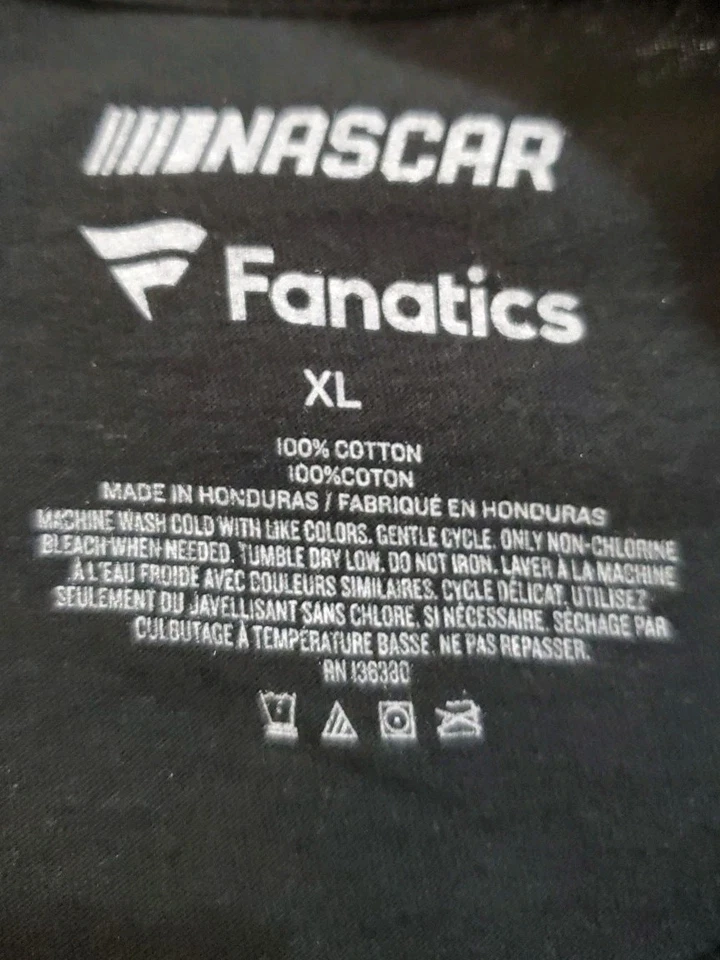 NASCAR
Fanatics
XL
100% COTTON
100%COTON
MADE IN HONDURAS / FABRIQUÉ EN HONDURAS
MACHINE WASH COLD WITH LIKE COLORS. GENTLE CYCLE. ONLY NON-CHLORINE
BLEACH WHEN NEEDED. TUMBLE DRY LOW. DO NOT IRON. LAVER À LA MACHINE
À L'EAU FROIDE AVEC COULEURS SIMILAIRES. CYCLE DÉLICAT. UTILISEZ
SEULEMENT DU JAVELLISANT SANS CHLORE. SI NÉCESSAIRE. SÉCHAGE PAR
CULBUTAGE À TEMPÉRATURE BASSE. NE PAS REPASSER.
RN 136330